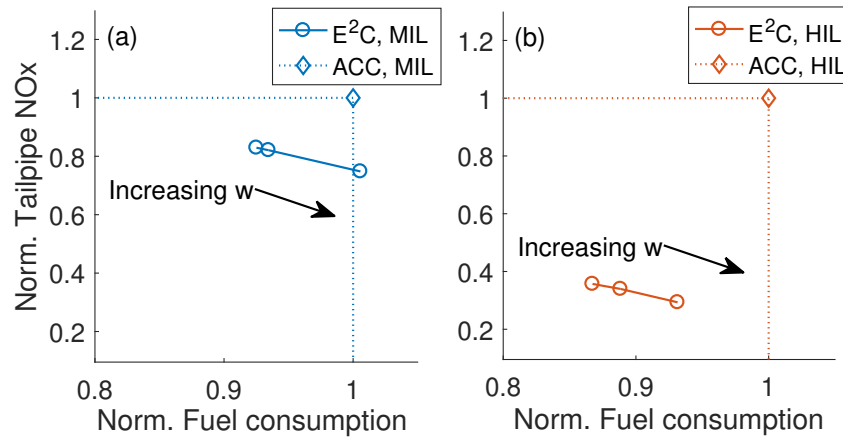 (a)
E²C, MIL
ACC, MIL
1.2
1
0.8
0.6
0.4
0.2
Norm. Tailpipe NOx
Increasing w
0.8
0.9
1
Norm. Fuel consumption
(b)
E²C, HIL
ACC, HIL
1.2
1
0.8
0.6
0.4
0.2
Increasing w
0.8
0.9
1
Norm. Fuel consumption